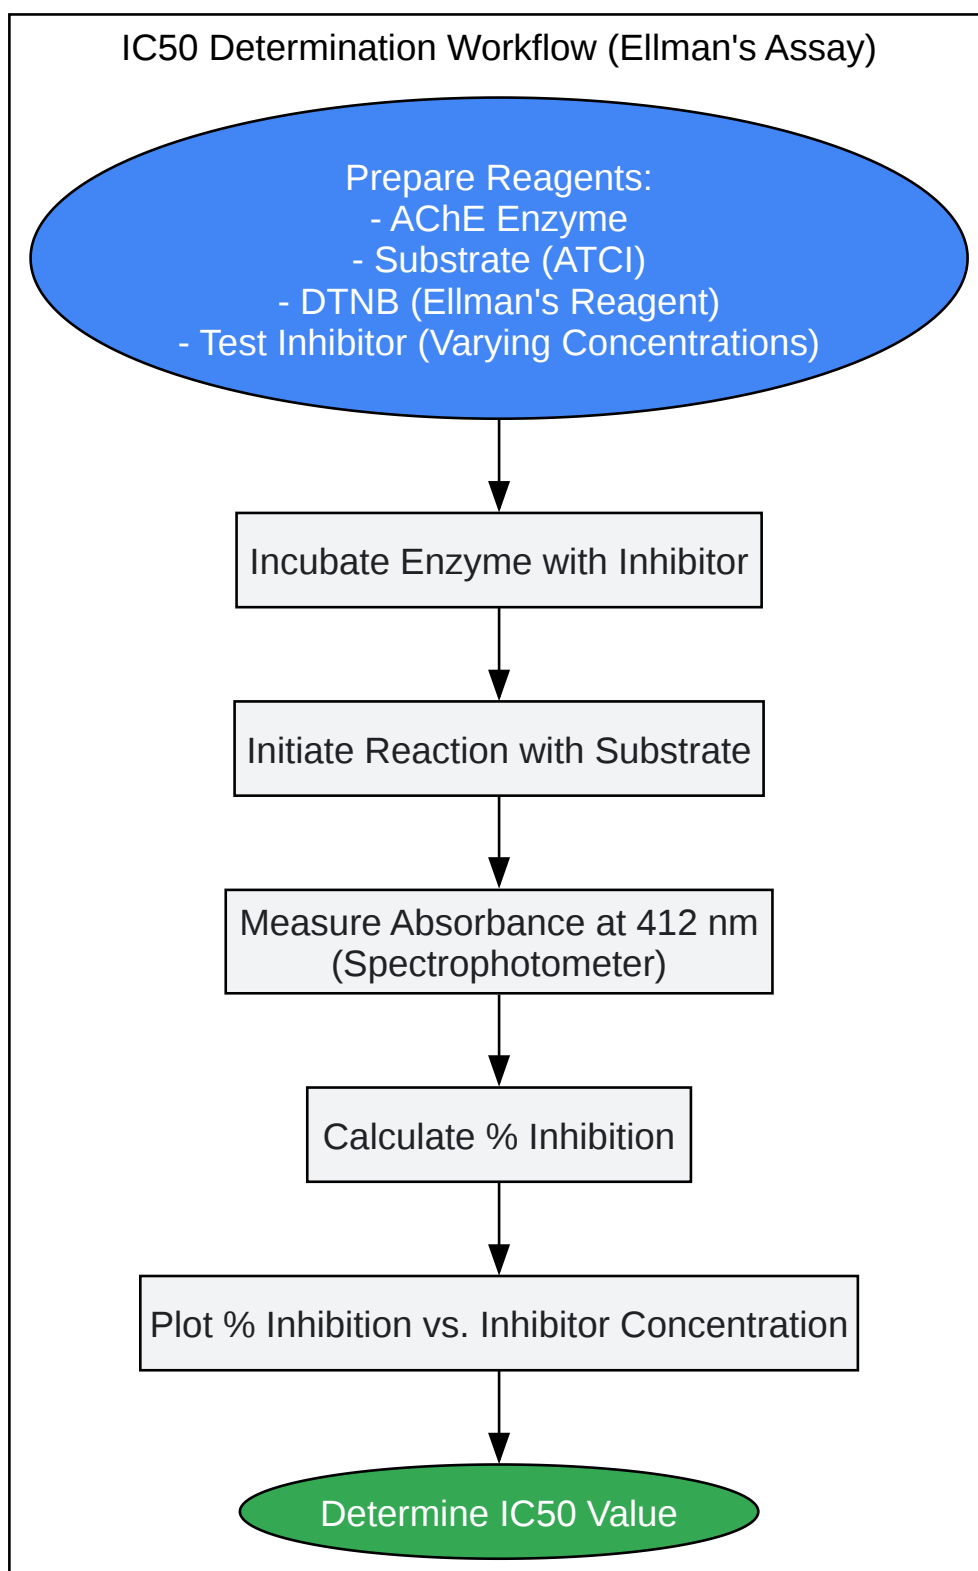 IC50 Determination Workflow (Ellman's Assay)
Prepare Reagents:
- AChE Enzyme
- Substrate (ATCI)
- DTNB (Ellman's Reagent)
- Test Inhibitor (Varying Concentrations)
Incubate Enzyme with Inhibitor
Initiate Reaction with Substrate
Measure Absorbance at 412 nm
(Spectrophotometer)
Calculate % Inhibition
Plot % Inhibition vs. Inhibitor Concentration
Determine IC50 Value